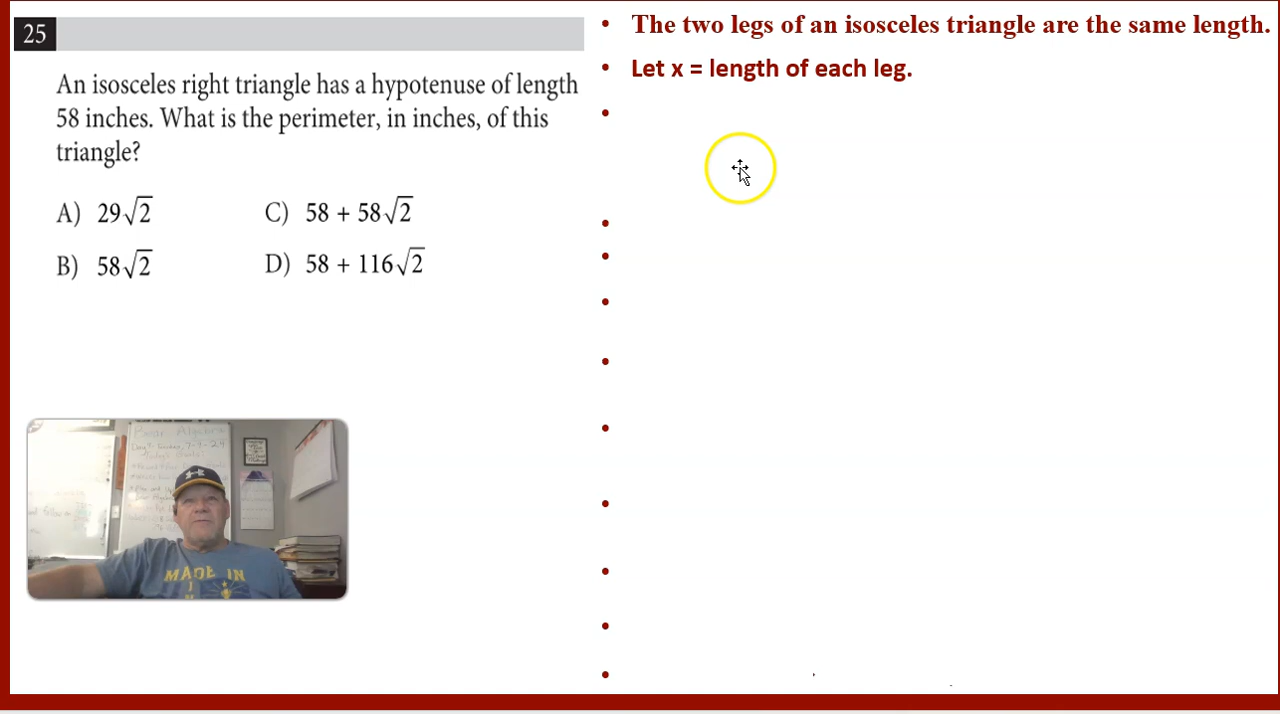 25
An isosceles right triangle has a hypotenuse of length
58 inches. What is the perimeter, in inches, of this
triangle?
A) 29√2
C) 58 + 58√2
B) 58√2
D) 58 + 116√2
• The two legs of an isosceles triangle are the same length.
• Let x = length of each leg.
MADE IN